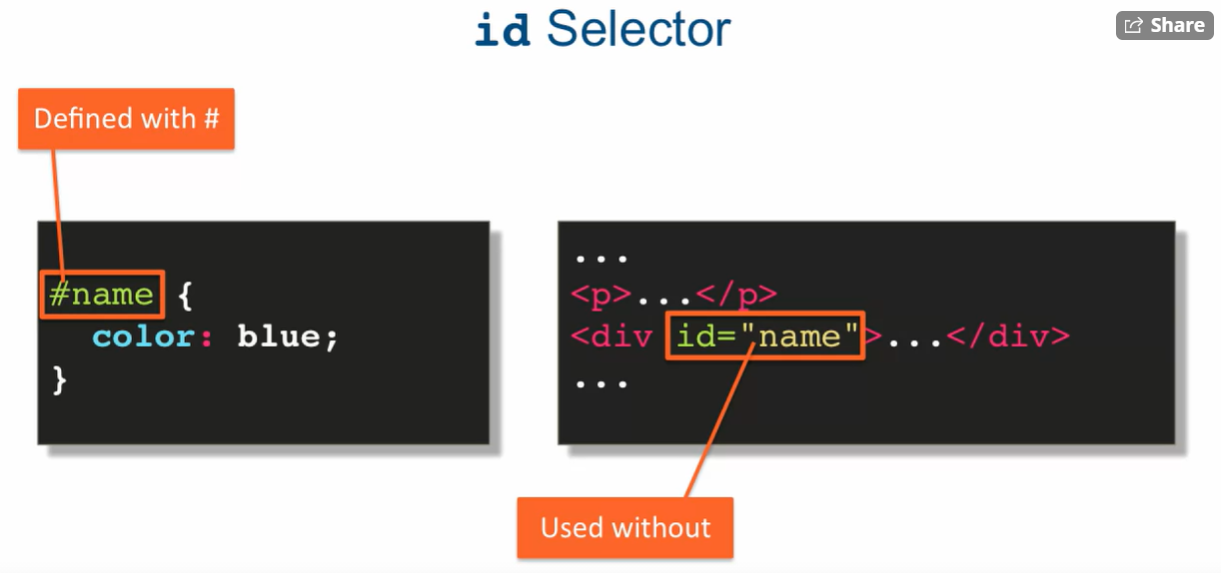 id Selector
Share
Defined with #
#name {
color: blue;
}
...
<p>...</p>
<div id="name">...</div>
...
Used without